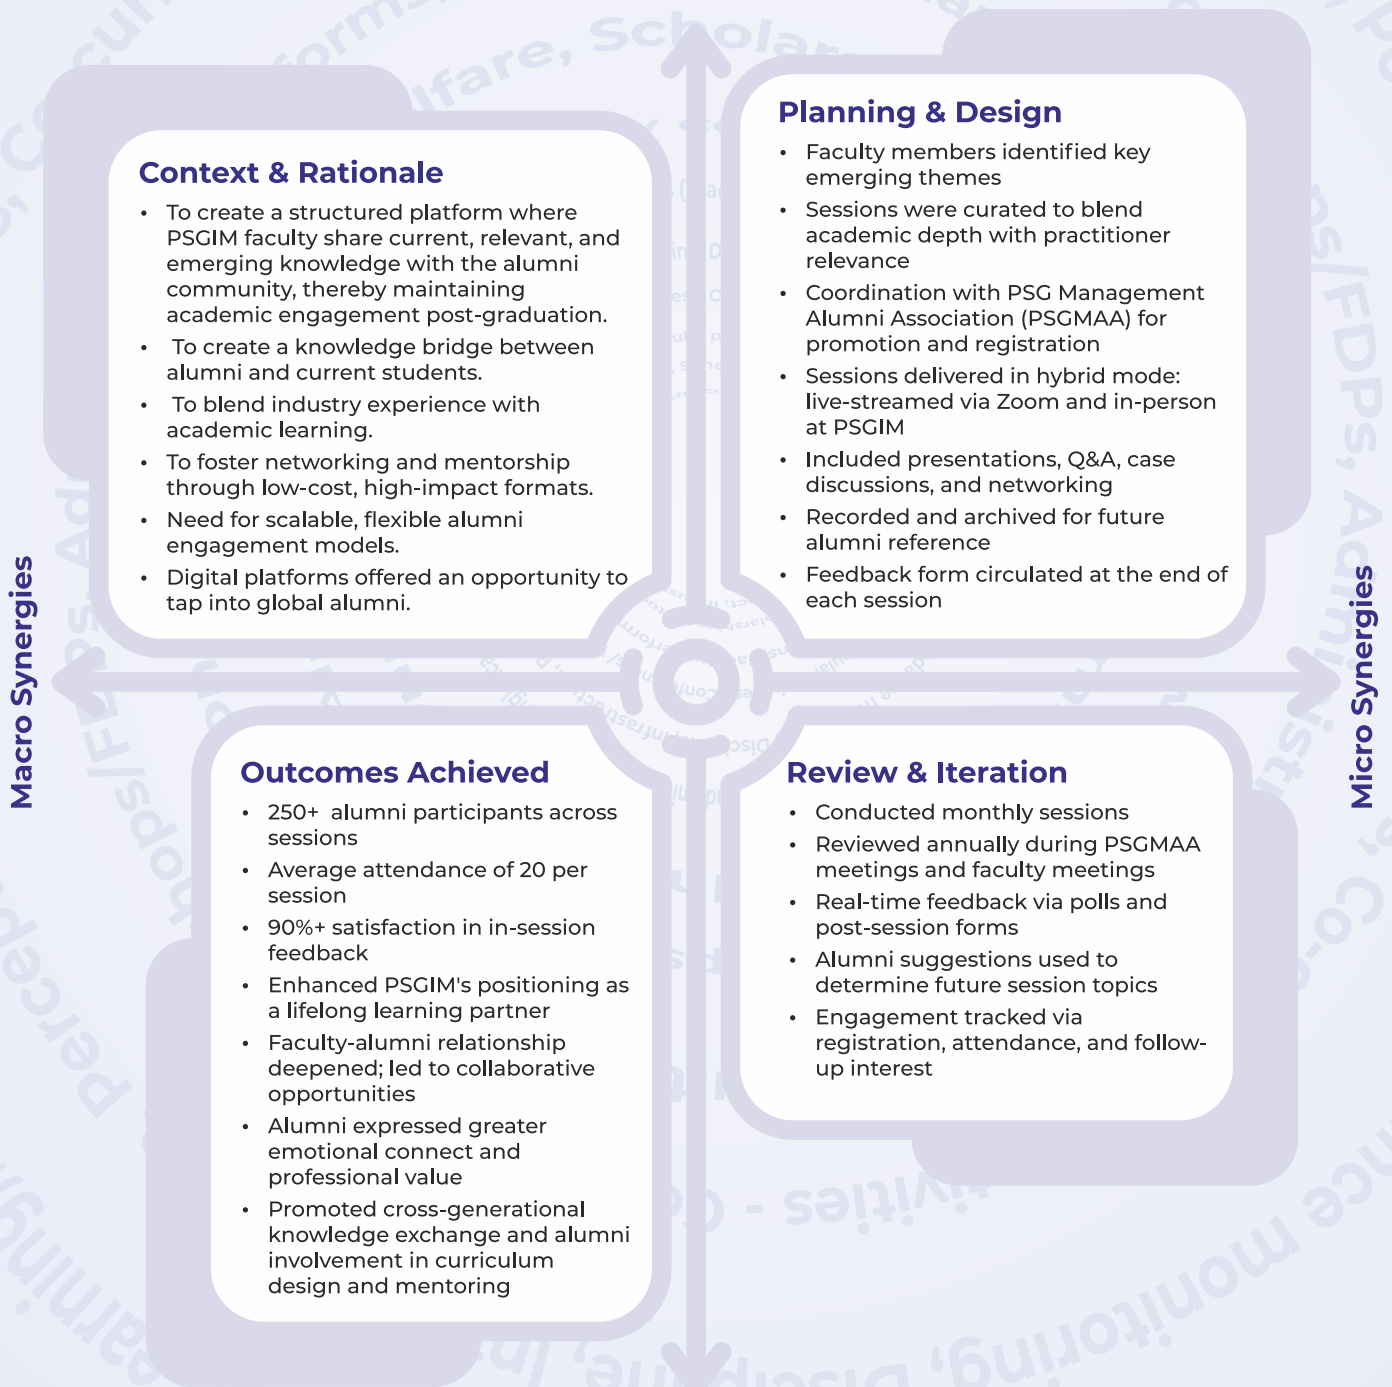 Context & Rationale
• To create a structured platform where
PSGIM faculty share current, relevant, and
emerging knowledge with the alumni
community, thereby maintaining
academic engagement post-graduation.
• To create a knowledge bridge between
alumni and current students.
• To blend industry experience with
academic learning.
• To foster networking and mentorship
through low-cost, high-impact formats.
• Need for scalable, flexible alumni
engagement models.
• Digital platforms offered an opportunity to
tap into global alumni.
Planning & Design
• Faculty members identified key
emerging themes
• Sessions were curated to blend
academic depth with practitioner
relevance
• Coordination with PSG Management
Alumni Association (PSGMAA) for
promotion and registration
• Sessions delivered in hybrid mode:
live-streamed via Zoom and in-person
at PSGIM
• Included presentations, Q&A, case
discussions, and networking
• Recorded and archived for future
alumni reference
• Feedback form circulated at the end of
each session
Macro Synergies
Micro Synergies
Outcomes Achieved
• 250+ alumni participants across
sessions
• Average attendance of 20 per
session
• 90%+ satisfaction in in-session
feedback
• Enhanced PSGIM's positioning as
a lifelong learning partner
• Faculty-alumni relationship
deepened; led to collaborative
opportunities
• Alumni expressed greater
emotional connect and
professional value
• Promoted cross-generational
knowledge exchange and alumni
involvement in curriculum
design and mentoring
Review & Iteration
• Conducted monthly sessions
• Reviewed annually during PSGMAA
meetings and faculty meetings
• Real-time feedback via polls and
post-session forms
• Alumni suggestions used to
determine future session topics
• Engagement tracked via
registration, attendance, and follow-
up interest